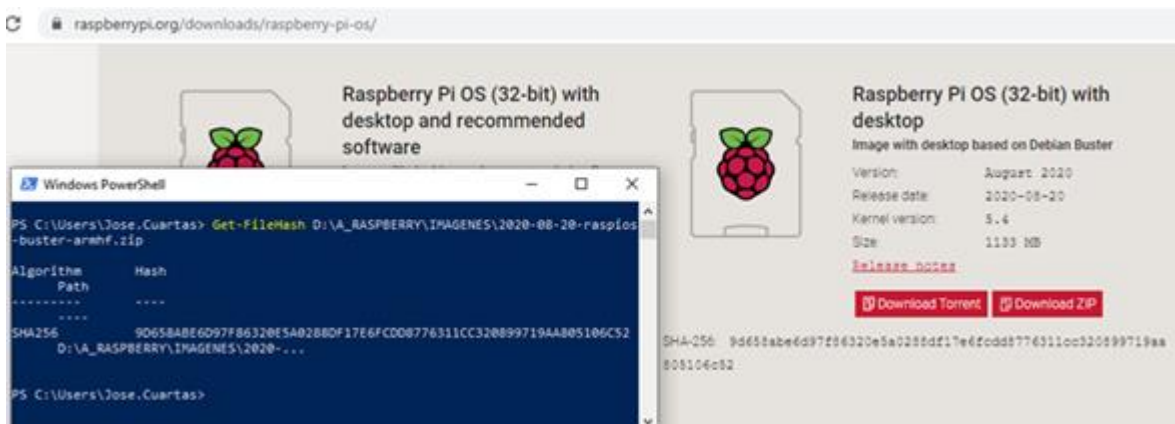 raspberrypi.org/downloads/raspberry-pi-os/
Raspberry Pi OS (32-bit) with
desktop and recommended
software
Windows PowerShell
PS C:\Users\Jose.Cuartas> Get-FileHash D:\A_RASPBERRY\IMAGENES\2020-08-20-raspios
-buster-armhf.zip
Algorithm Hash
Path
--------- ----
----
SHA256 9D658ABE6D97F86320E5A0288DF17E6FCDD8776311CC320899719AA805106C52
D:\A_RASPBERRY\IMAGENES\2020-...
PS C:\Users\Jose.Cuartas>
Raspberry Pi OS (32-bit) with
desktop
Image with desktop based on Debian Buster
Version: August 2020
Release date: 2020-08-20
Kernel version: 5.4
Size: 1133 MB
Release notes
Download Torrent Download ZIP
SHA-256: 9d658abe6d97f86320e5a0288df17e6fcdd8776311cc320899719aa
805106c52